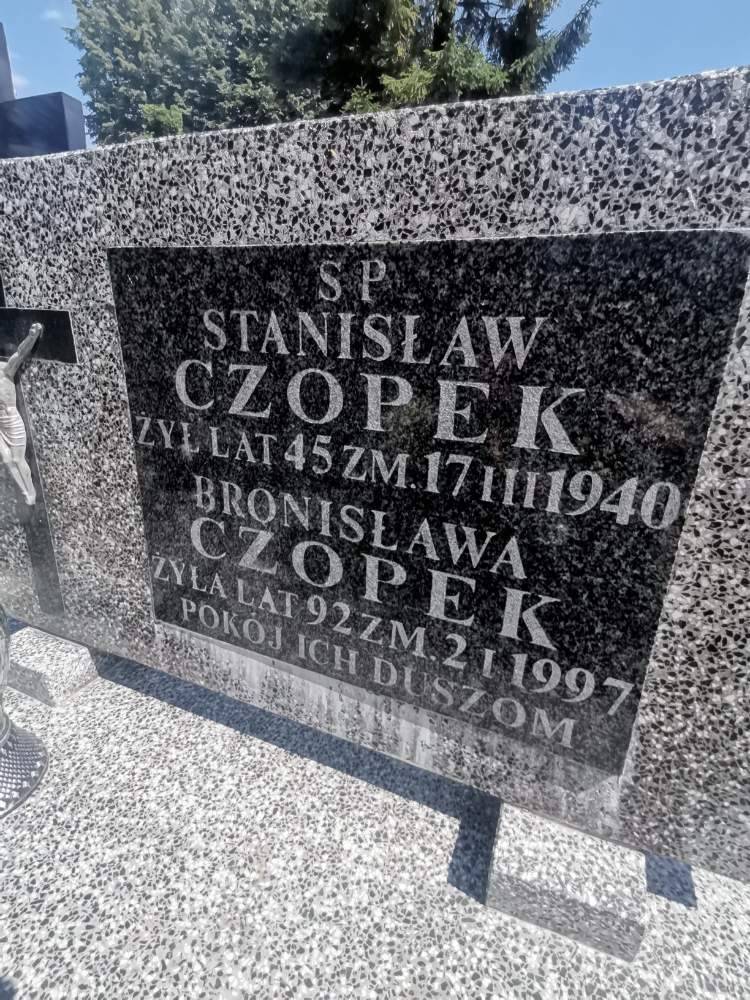 SP
STANISŁAW
CZOPEK
ŻYŁ LAT 45 ZM. 17 III 1940
BRONISŁAWA
CZOPEK
ŻYŁA LAT 92 ZM. 2 I 1997
POKÓJ ICH DUSZOM